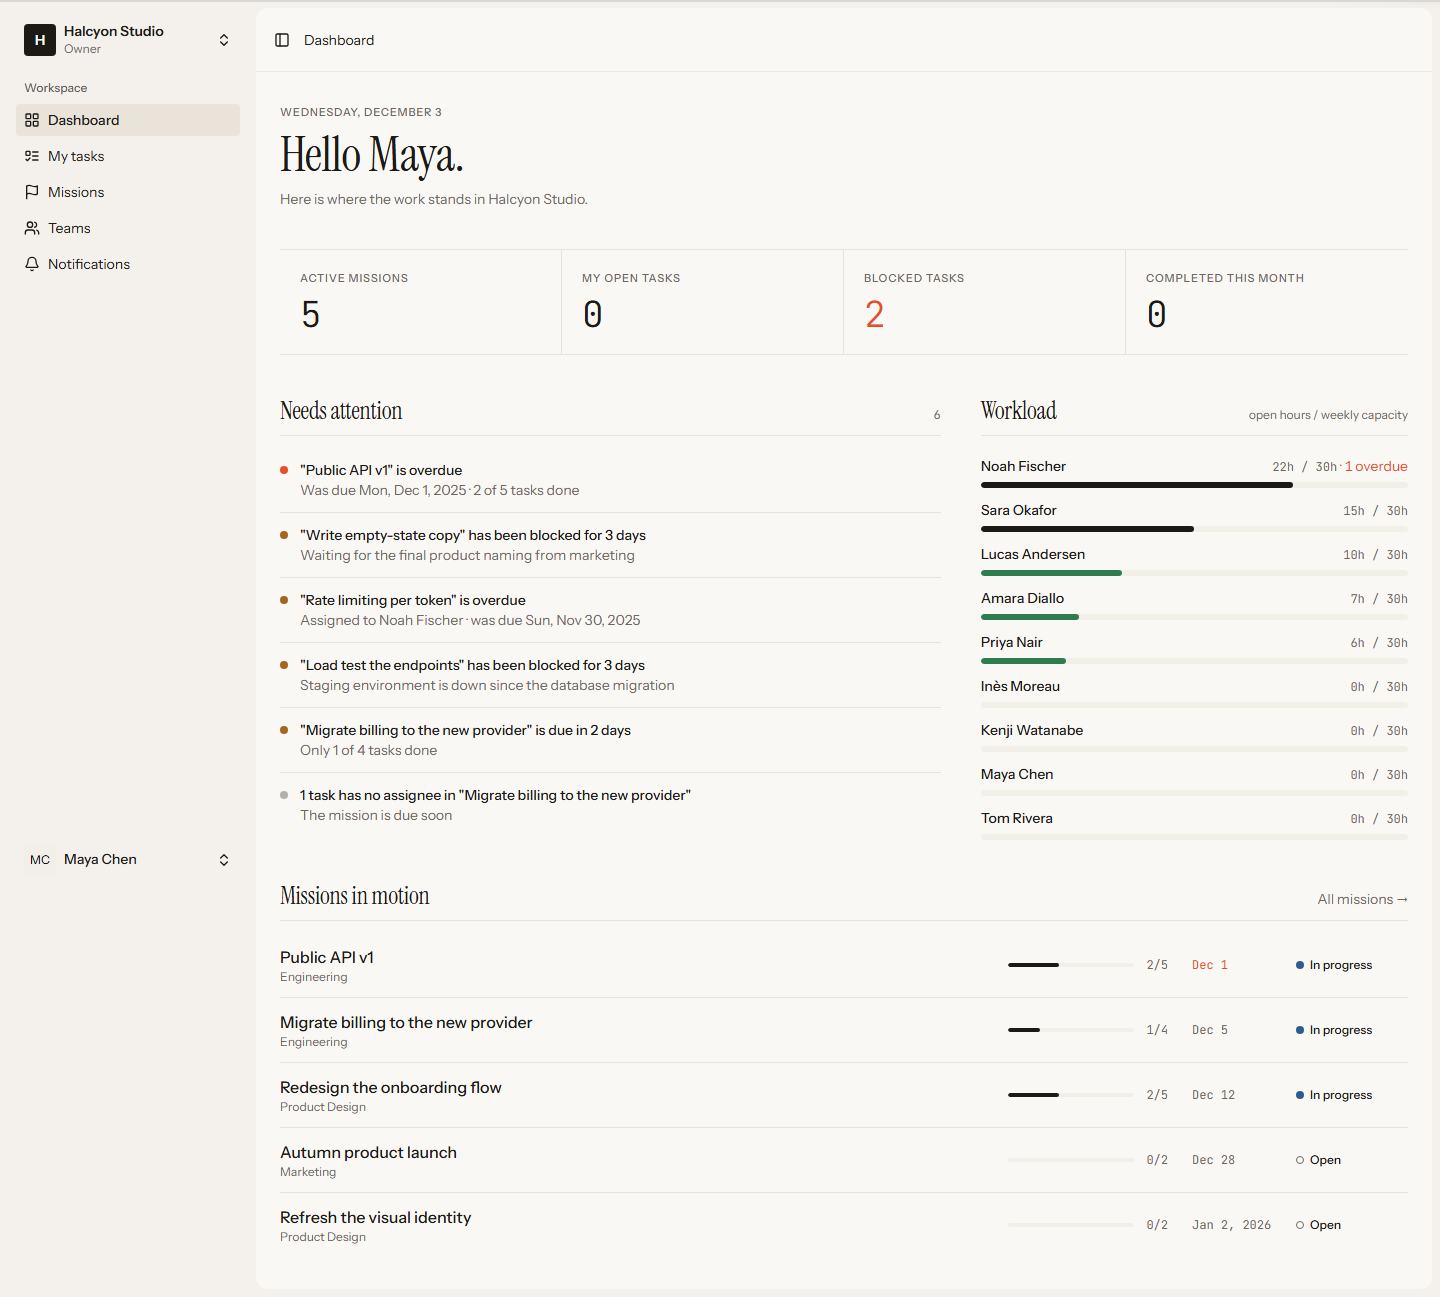 H
Halcyon Studio
Owner
Workspace
Dashboard
My tasks
Missions
Teams
Notifications
MC
Maya Chen
Dashboard
WEDNESDAY, DECEMBER 3
Hello Maya.
Here is where the work stands in Halcyon Studio.
ACTIVE MISSIONS
5
MY OPEN TASKS
0
BLOCKED TASKS
2
COMPLETED THIS MONTH
0
Needs attention 6
"Public API v1" is overdue
Was due Mon, Dec 1, 2025 · 2 of 5 tasks done
"Write empty-state copy" has been blocked for 3 days
Waiting for the final product naming from marketing
"Rate limiting per token" is overdue
Assigned to Noah Fischer · was due Sun, Nov 30, 2025
"Load test the endpoints" has been blocked for 3 days
Staging environment is down since the database migration
"Migrate billing to the new provider" is due in 2 days
Only 1 of 4 tasks done
1 task has no assignee in "Migrate billing to the new provider"
The mission is due soon
Workload open hours / weekly capacity
Noah Fischer 22h / 30h · 1 overdue
Sara Okafor 15h / 30h
Lucas Andersen 10h / 30h
Amara Diallo 7h / 30h
Priya Nair 6h / 30h
Inès Moreau 0h / 30h
Kenji Watanabe 0h / 30h
Maya Chen 0h / 30h
Tom Rivera 0h / 30h
Missions in motion All missions →
Public API v1
Engineering
2/5 Dec 1 In progress
Migrate billing to the new provider
Engineering
1/4 Dec 5 In progress
Redesign the onboarding flow
Product Design
2/5 Dec 12 In progress
Autumn product launch
Marketing
0/2 Dec 28 Open
Refresh the visual identity
Product Design
0/2 Jan 2, 2026 Open